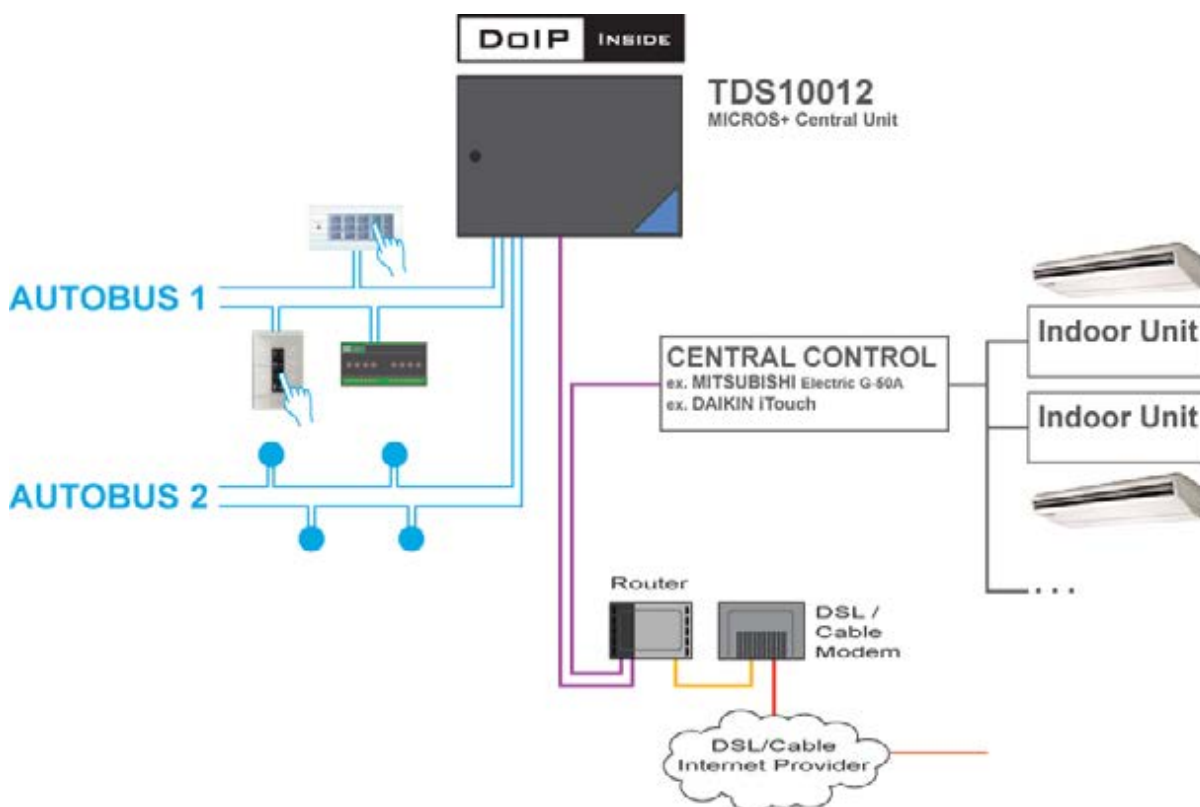 DoIP INSIDE
TDS10012
MICROS+ Central Unit
AUTOBUS 1
CENTRAL CONTROL
ex. MITSUBISHI Electric G-50A
ex. DAIKIN iTouch
Indoor Unit
Indoor Unit
AUTOBUS 2
Router
DSL /
Cable
Modem
DSL/Cable
Internet Provider